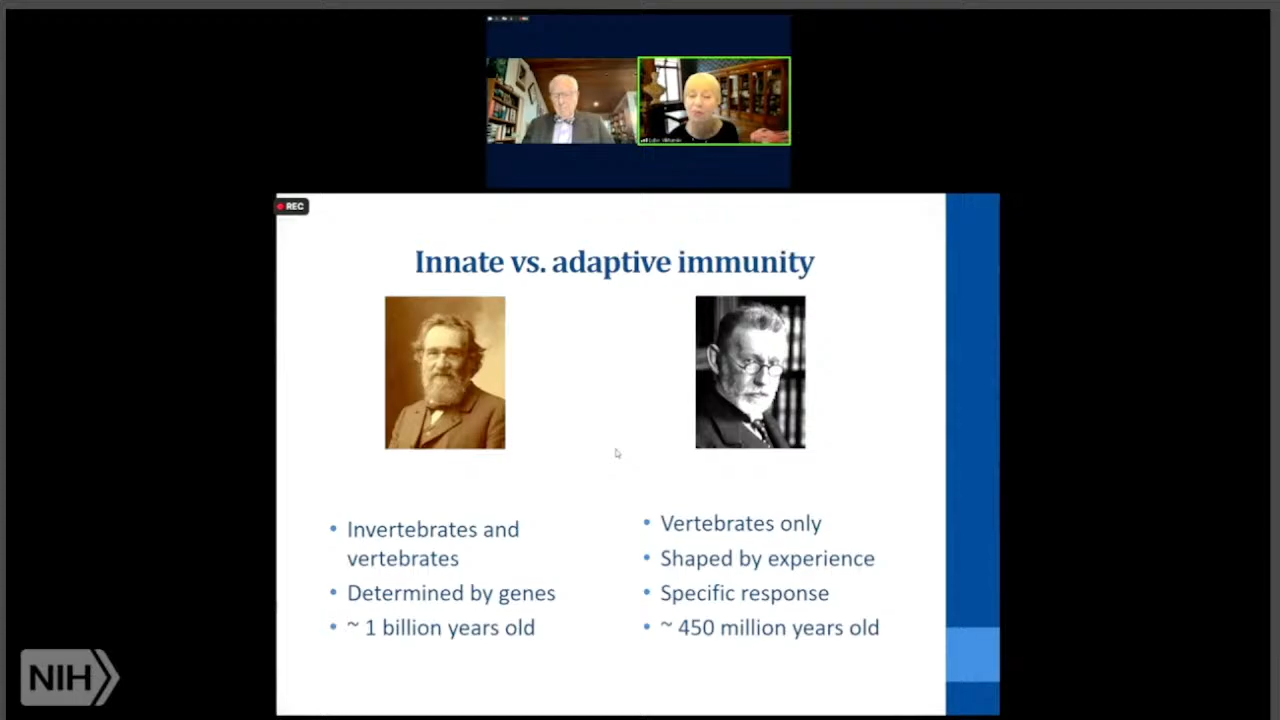 REC
Innate vs. adaptive immunity
• Invertebrates and
vertebrates
• Determined by genes
• ~ 1 billion years old
• Vertebrates only
• Shaped by experience
• Specific response
• ~ 450 million years old
NIH